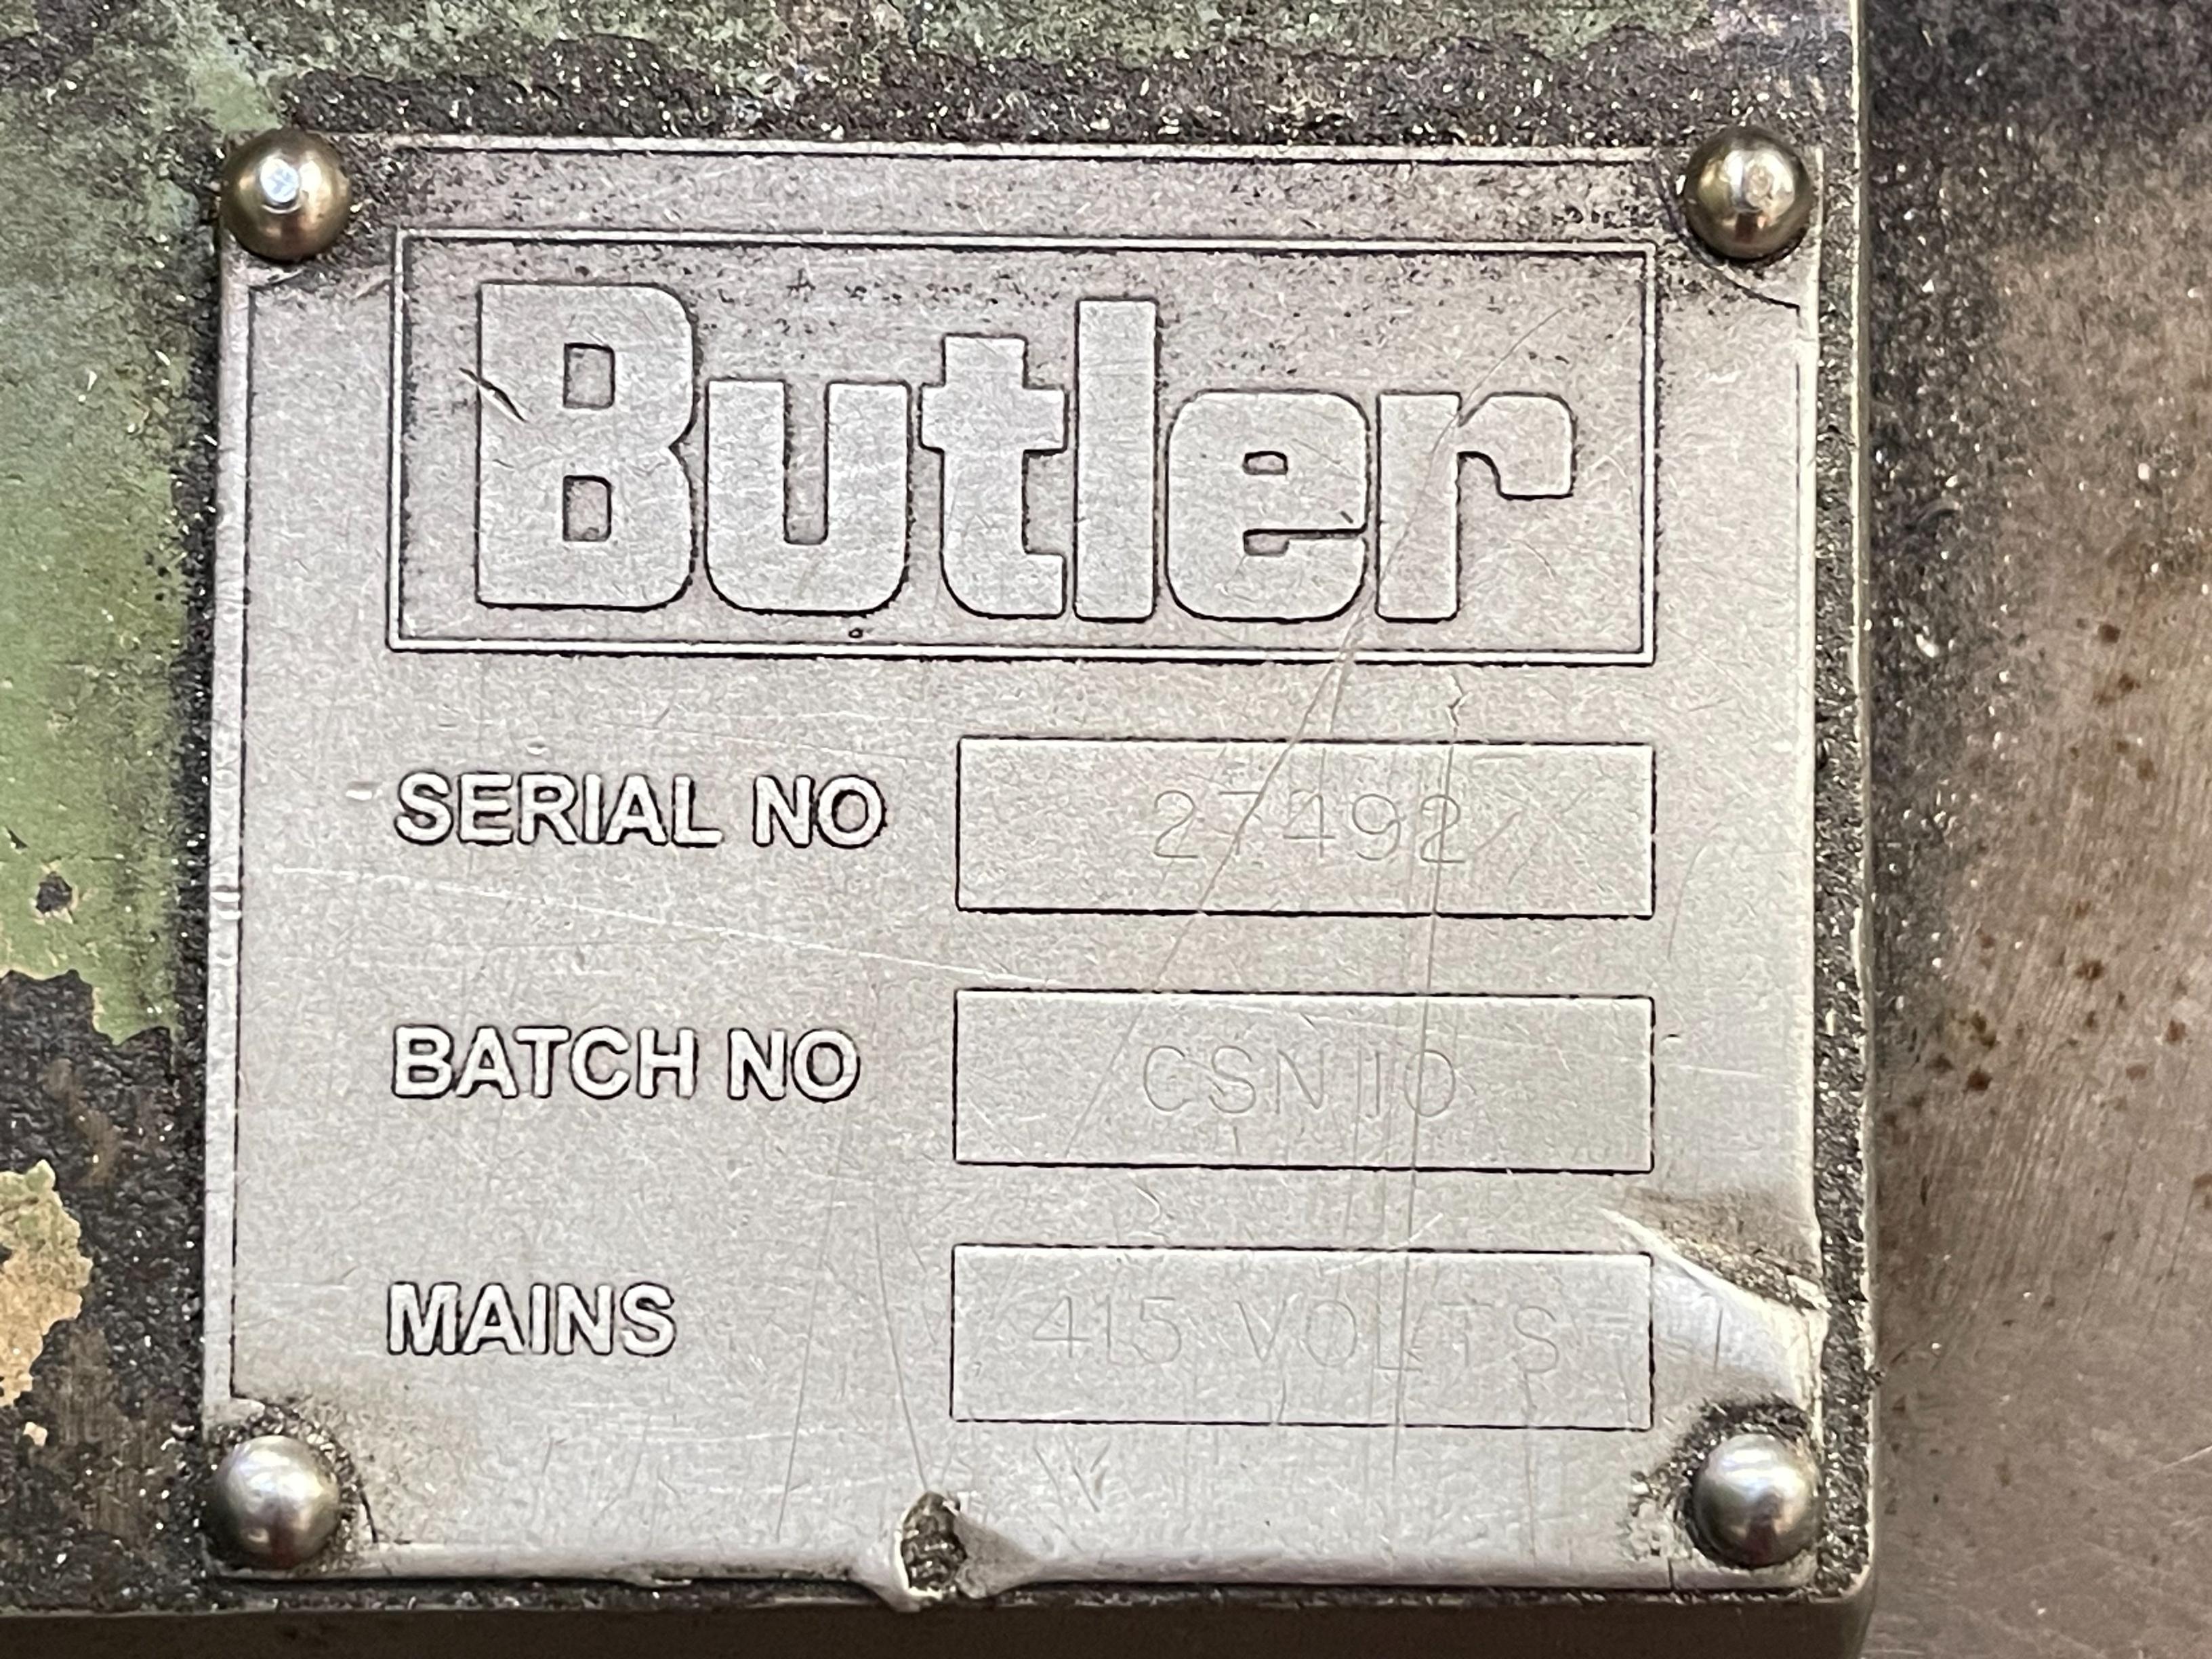 Butler
SERIAL NO 27492
BATCH NO CSN10
MAINS 415 VOLTS